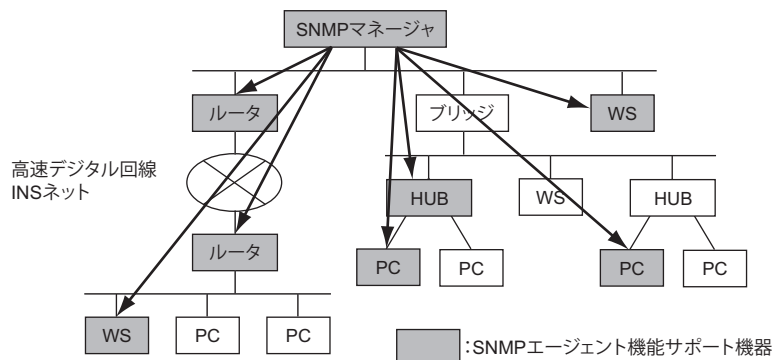 SNMPマネージャ
ルータ
ブリッジ
WS
高速デジタル回線
INSネット
HUB
WS
HUB
ルータ
PC
PC
PC
PC
WS
PC
PC
:SNMPエージェント機能サポート機器